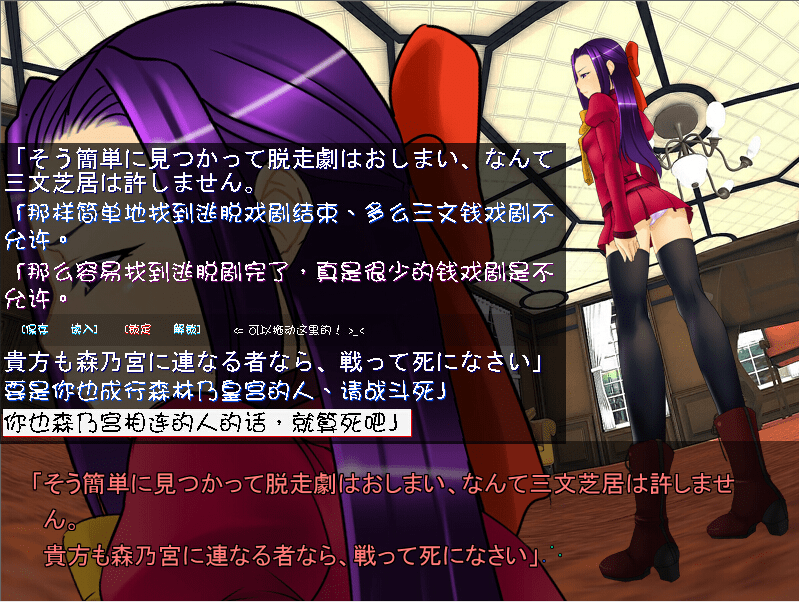 「そう簡単に見つかって脱走劇はおしまい、なんて
三文芝居は許しません。
「那样简单地找到逃脱戏剧结束、多么三文钱戏剧不
允许。
「那么容易找到逃脱剧完了，真是很少的钱戏剧是不
允许。
[保存 读入] [锁定 解锁] <= 可以拖动这里的！ >_<
貴方も森乃宮に連なる者なら、戦って死になさい」
要是你也成行森林乃皇宫的人、请战斗死」
你也森乃宫相连的人的话，就算死吧」
「そう簡単に見つかって脱走劇はおしまい、なんて三文芝居は許しませ
ん。
貴方も森乃宮に連なる者なら、戦って死になさい」